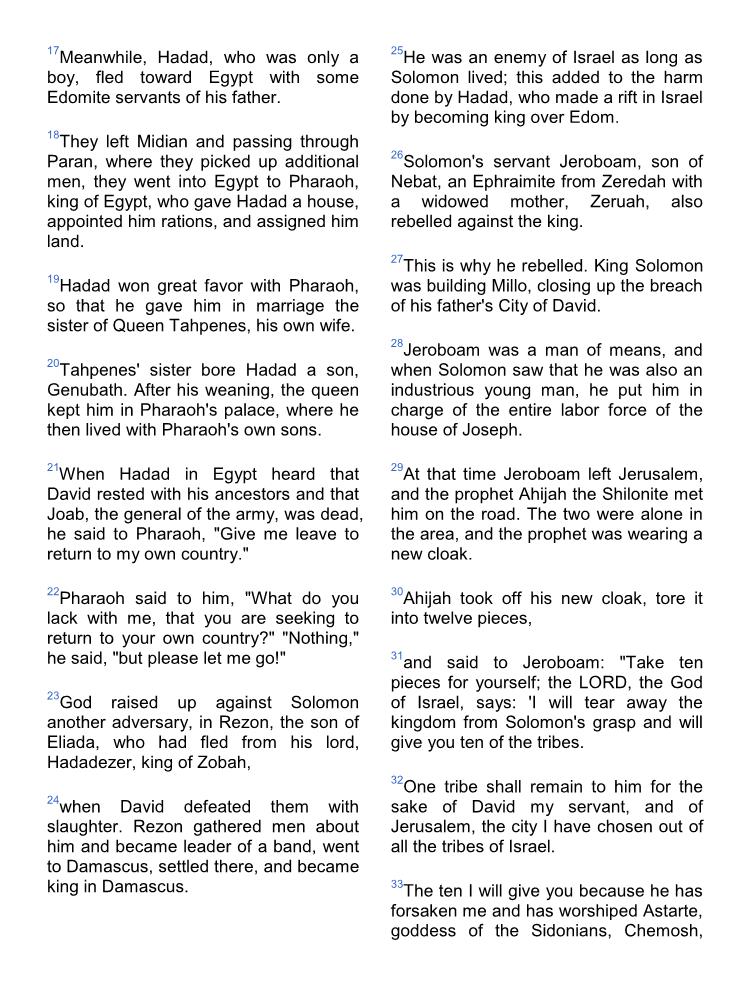 17Meanwhile, Hadad, who was only a
boy, fled toward Egypt with some
Edomite servants of his father.
18They left Midian and passing through
Paran, where they picked up additional
men, they went into Egypt to Pharaoh,
king of Egypt, who gave Hadad a house,
appointed him rations, and assigned him
land.
19Hadad won great favor with Pharaoh,
so that he gave him in marriage the
sister of Queen Tahpenes, his own wife.
20Tahpenes' sister bore Hadad a son,
Genubath. After his weaning, the queen
kept him in Pharaoh's palace, where he
then lived with Pharaoh's own sons.
21When Hadad in Egypt heard that
David rested with his ancestors and that
Joab, the general of the army, was dead,
he said to Pharaoh, "Give me leave to
return to my own country."
22Pharaoh said to him, "What do you
lack with me, that you are seeking to
return to your own country?" "Nothing,"
he said, "but please let me go!"
23God raised up against Solomon
another adversary, in Rezon, the son of
Eliada, who had fled from his lord,
Hadadezer, king of Zobah,
24when David defeated them with
slaughter. Rezon gathered men about
him and became leader of a band, went
to Damascus, settled there, and became
king in Damascus.
25He was an enemy of Israel as long as
Solomon lived; this added to the harm
done by Hadad, who made a rift in Israel
by becoming king over Edom.
26Solomon's servant Jeroboam, son of
Nebat, an Ephraimite from Zeredah with
a widowed mother, Zeruah, also
rebelled against the king.
27This is why he rebelled. King Solomon
was building Millo, closing up the breach
of his father's City of David.
28Jeroboam was a man of means, and
when Solomon saw that he was also an
industrious young man, he put him in
charge of the entire labor force of the
house of Joseph.
29At that time Jeroboam left Jerusalem,
and the prophet Ahijah the Shilonite met
him on the road. The two were alone in
the area, and the prophet was wearing a
new cloak.
30Ahijah took off his new cloak, tore it
into twelve pieces,
31and said to Jeroboam: "Take ten
pieces for yourself; the LORD, the God
of Israel, says: 'I will tear away the
kingdom from Solomon's grasp and will
give you ten of the tribes.
32One tribe shall remain to him for the
sake of David my servant, and of
Jerusalem, the city I have chosen out of
all the tribes of Israel.
33The ten I will give you because he has
forsaken me and has worshiped Astarte,
goddess of the Sidonians, Chemosh,